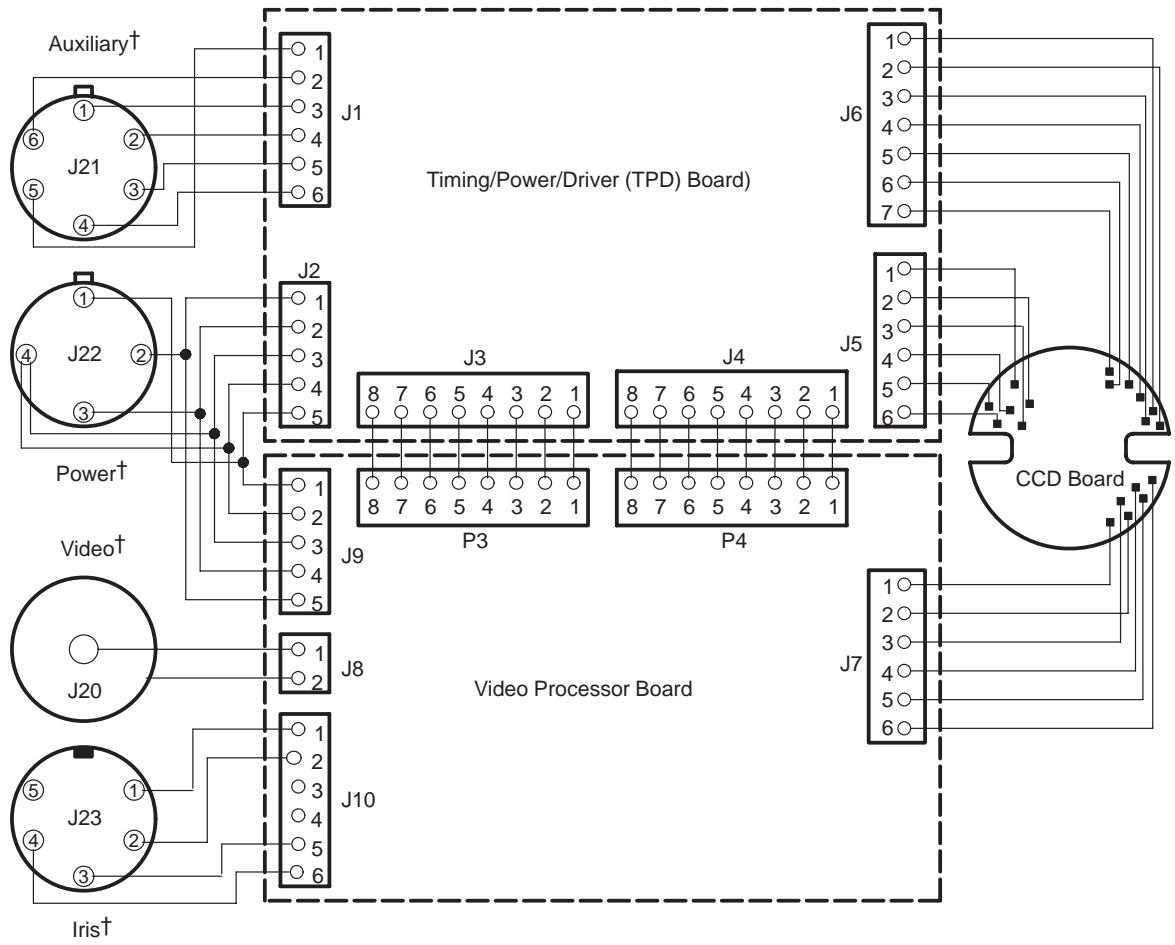 Auxiliary†
1
6
2
J21
5
3
4
1
2
3
4
5
6
J1
Timing/Power/Driver (TPD) Board)
J6
1
2
3
4
5
6
7
1
4
J22
2
3
Power†
J2
1
2
3
4
5
J3
8 7 6 5 4 3 2 1
J4
8 7 6 5 4 3 2 1
J5
1
2
3
4
5
6
CCD Board
8 7 6 5 4 3 2 1
P3
8 7 6 5 4 3 2 1
P4
1
2
3
4
5
J9
Video†
J20
1
2
J8
Video Processor Board
J7
1
2
3
4
5
6
5
1
J23
4
2
3
Iris†
1
2
3
4
5
6
J10